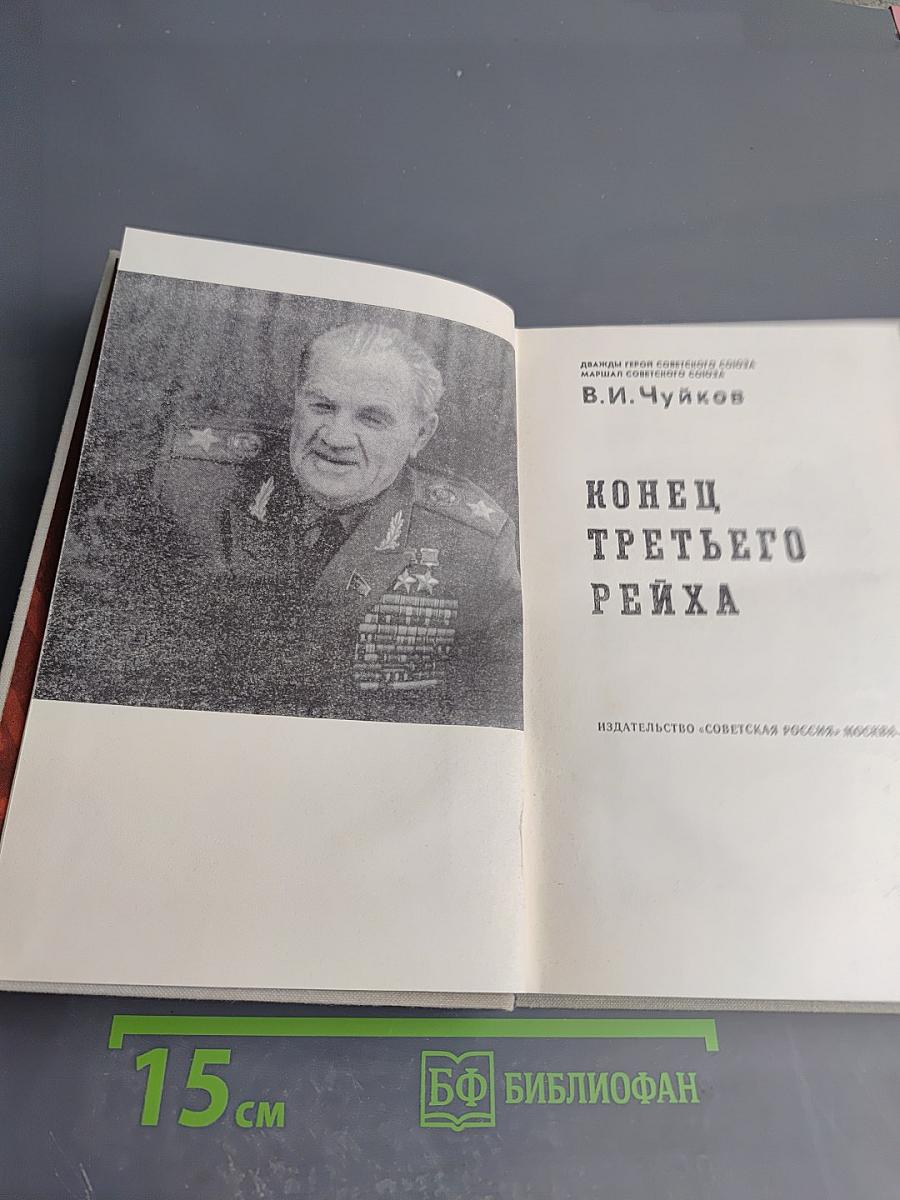 ДВАЖДЫ ГЕРОЙ СОВЕТСКОГО СОЮЗА
МАРШАЛ СОВЕТСКОГО СОЮЗА
В.И.Чуйков
КОНЕЦ
ТРЕТЬЕГО
РЕЙХА
ИЗДАТЕЛЬСТВО «СОВЕТСКАЯ РОССИЯ» МОСКВА-
15 СМ
БФ БИБЛИОФАН